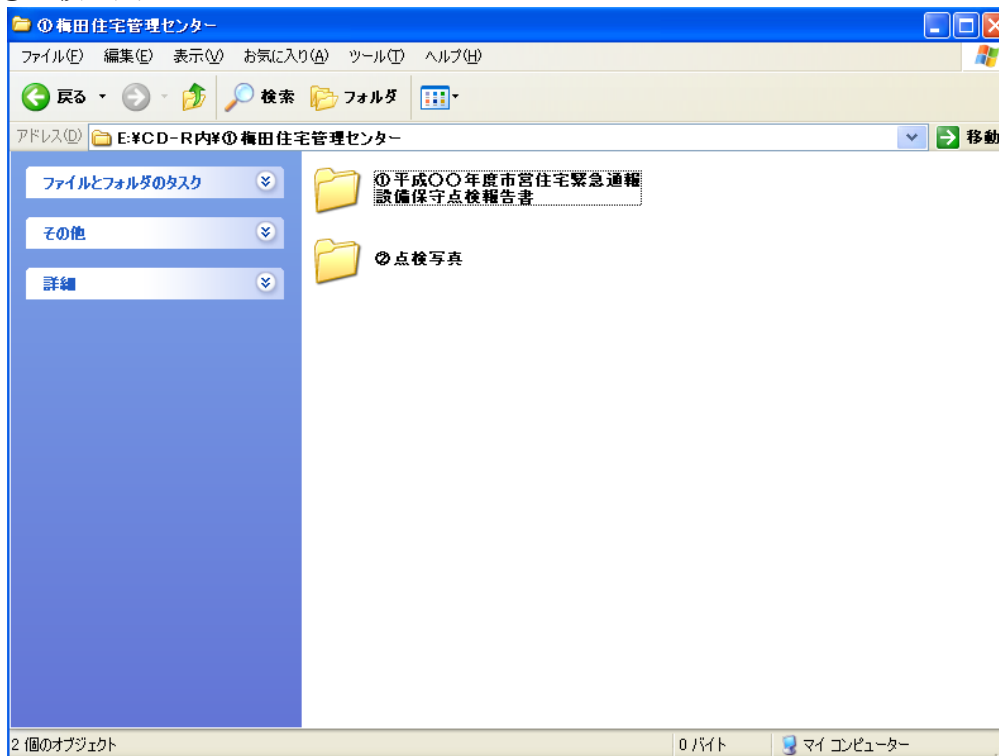 ①梅田住宅管理センター
ファイル(F) 編集(E) 表示(V) お気に入り(A) ツール(T) ヘルプ(H)
戻る 検索 フォルダ
アドレス(D) E:¥CD-R内¥①梅田住宅管理センター 移動
ファイルとフォルダのタスク
その他
詳細
①平成〇〇年度市営住宅緊急通報
設備保守点検報告書
②点検写真
2 個のオブジェクト 0 バイト マイ コンピューター